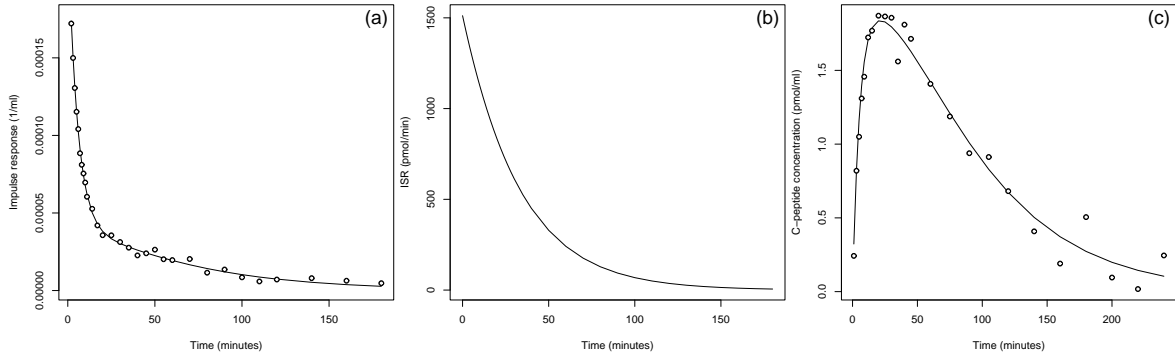 (a)
Impulse response (1/ml)
0.00000 0.00005 0.00010 0.00015
0 50 100 150
Time (minutes)
(b)
ISR (pmol/min)
0 500 1000 1500
0 50 100 150
Time (minutes)
(c)
C−peptide concentration (pmol/ml)
0.0 0.5 1.0 1.5
0 50 100 150 200
Time (minutes)